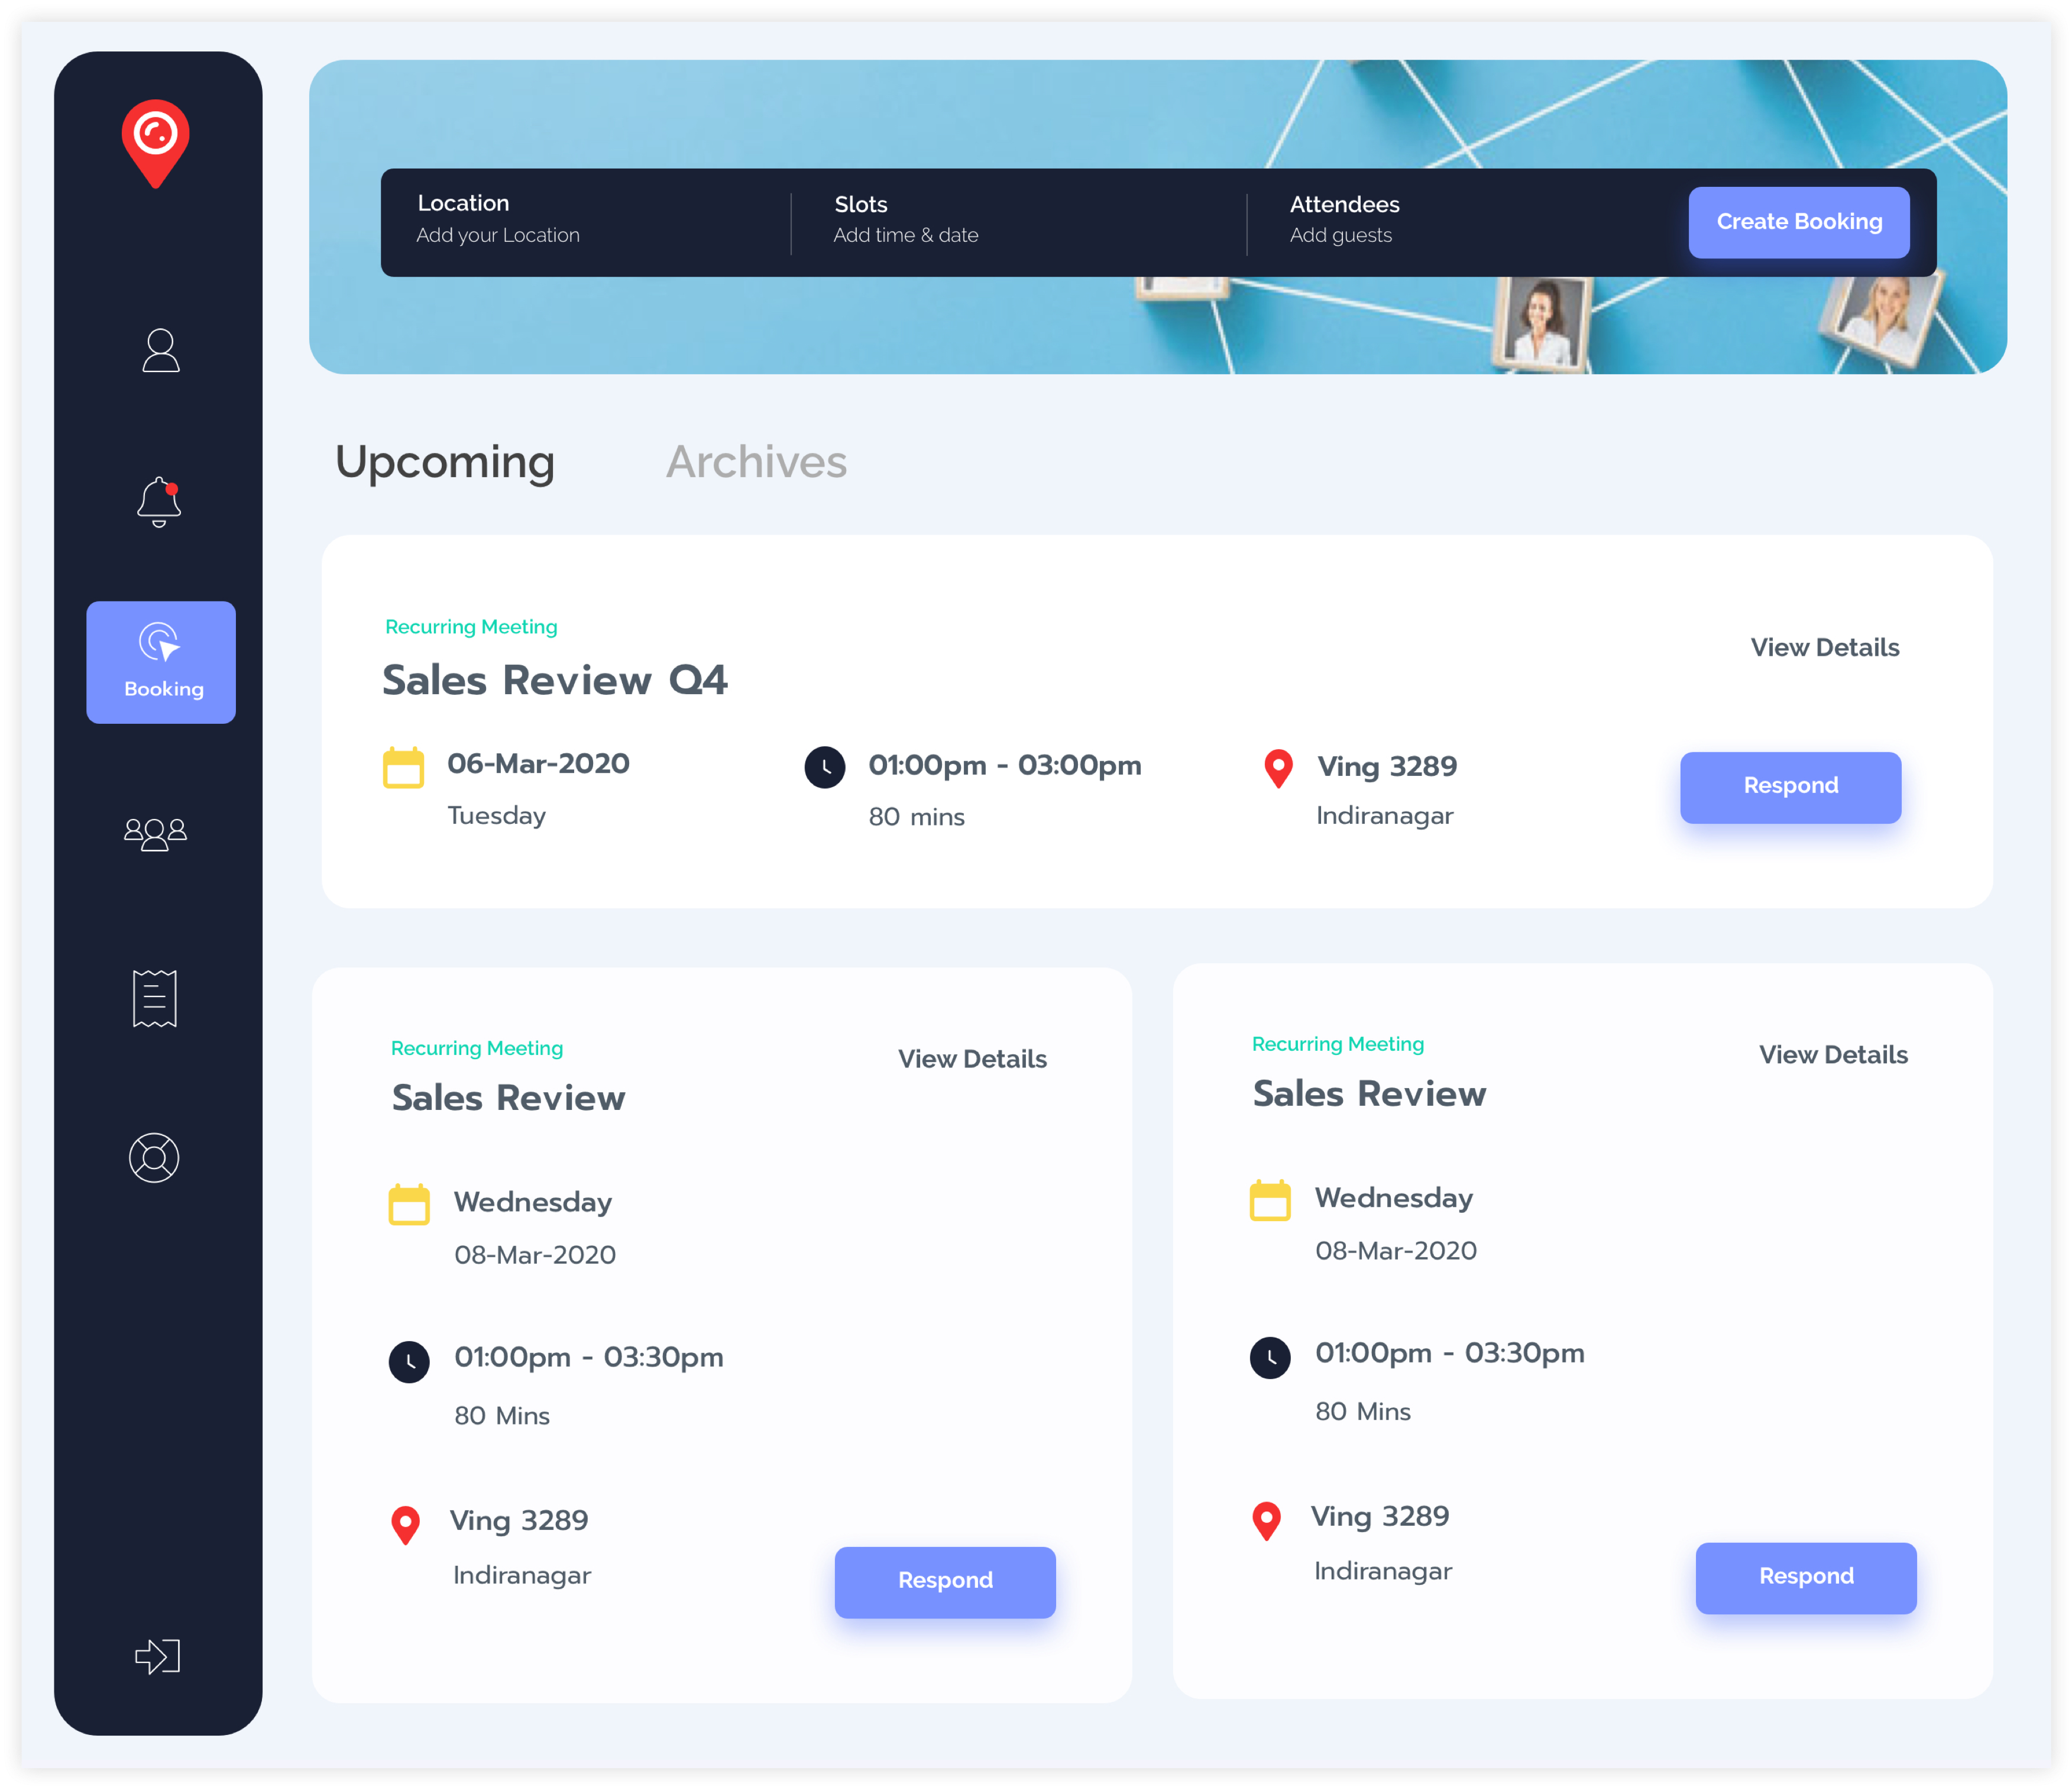 Location
Add your Location
Slots
Add time & date
Attendees
Add guests
Create Booking
Booking
Upcoming
Archives
Recurring Meeting
Sales Review Q4
View Details
06-Mar-2020
Tuesday
01:00pm - 03:00pm
80 mins
Ving 3289
Indiranagar
Respond
Recurring Meeting
Sales Review
View Details
Wednesday
08-Mar-2020
01:00pm - 03:30pm
80 Mins
Ving 3289
Indiranagar
Respond
Recurring Meeting
Sales Review
View Details
Wednesday
08-Mar-2020
01:00pm - 03:30pm
80 Mins
Ving 3289
Indiranagar
Respond